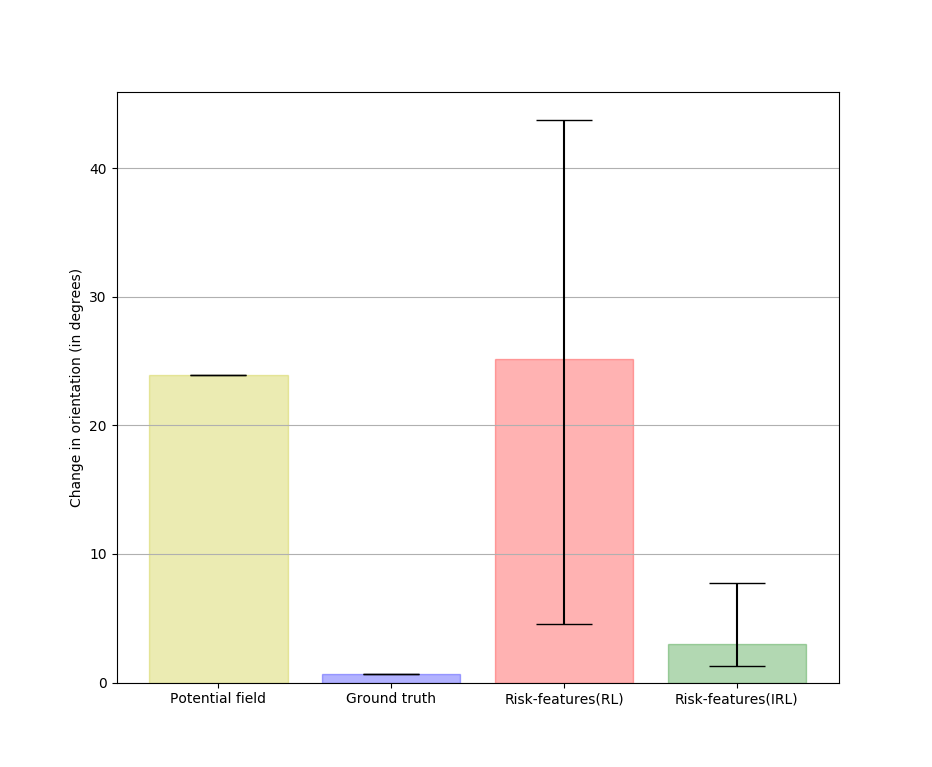 Change in orientation (in degrees)
40
30
20
10
0
Potential field
Ground truth
Risk-features(RL)
Risk-features(IRL)